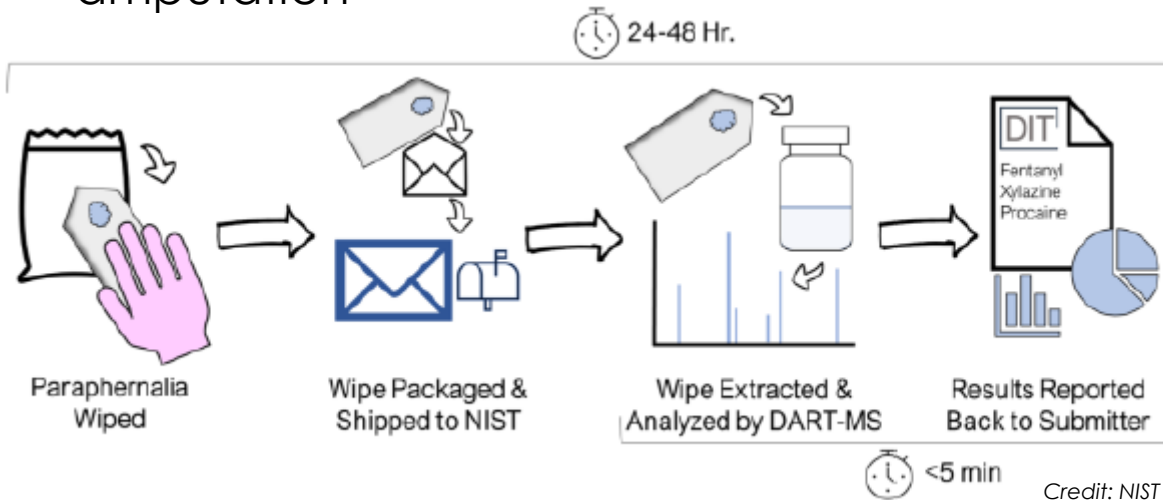 amputation
24-48 Hr.
DIT
Fentanyl
Xylazine
Procaine
Paraphernalia
Wiped
Wipe Packaged &
Shipped to NIST
Wipe Extracted &
Analyzed by DART-MS
Results Reported
Back to Submitter
<5 min
Credit: NIST